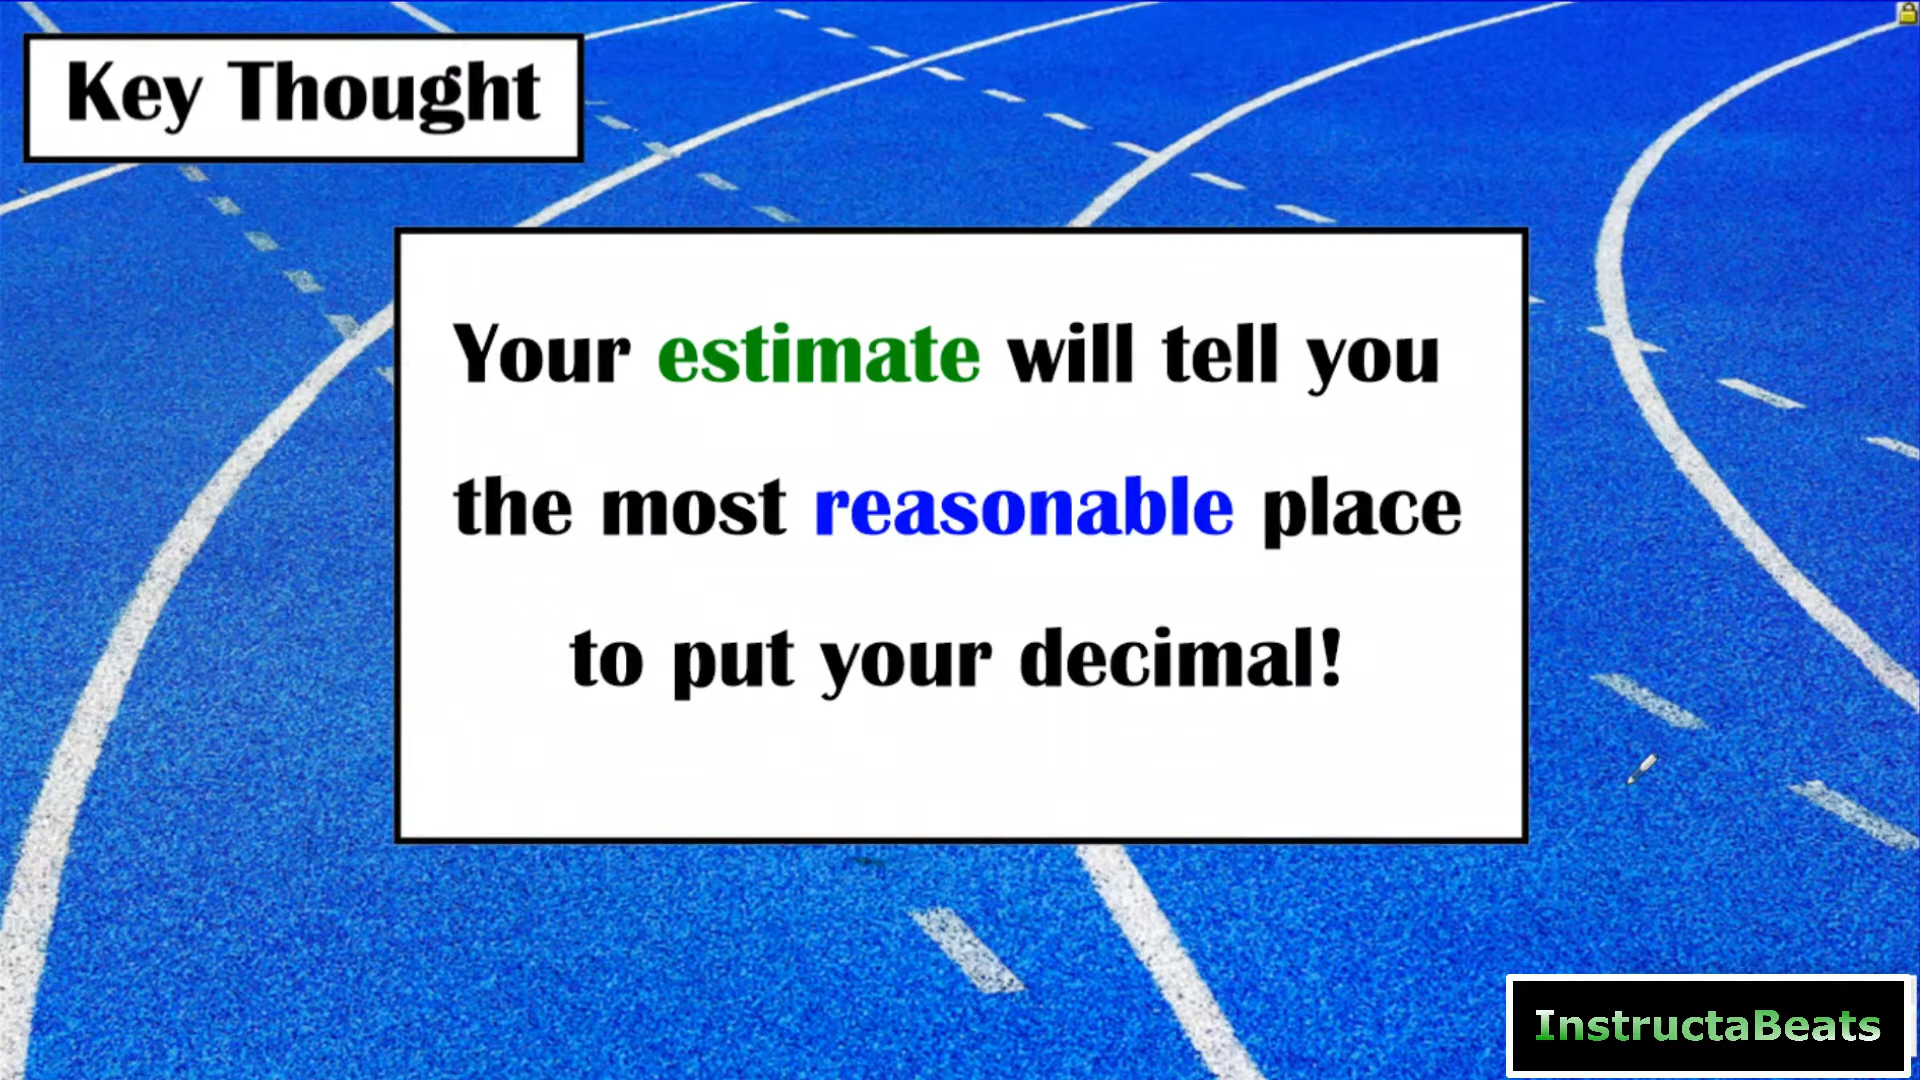 Key Thought
Your estimate will tell you
the most reasonable place
to put your decimal!
InstructaBeats